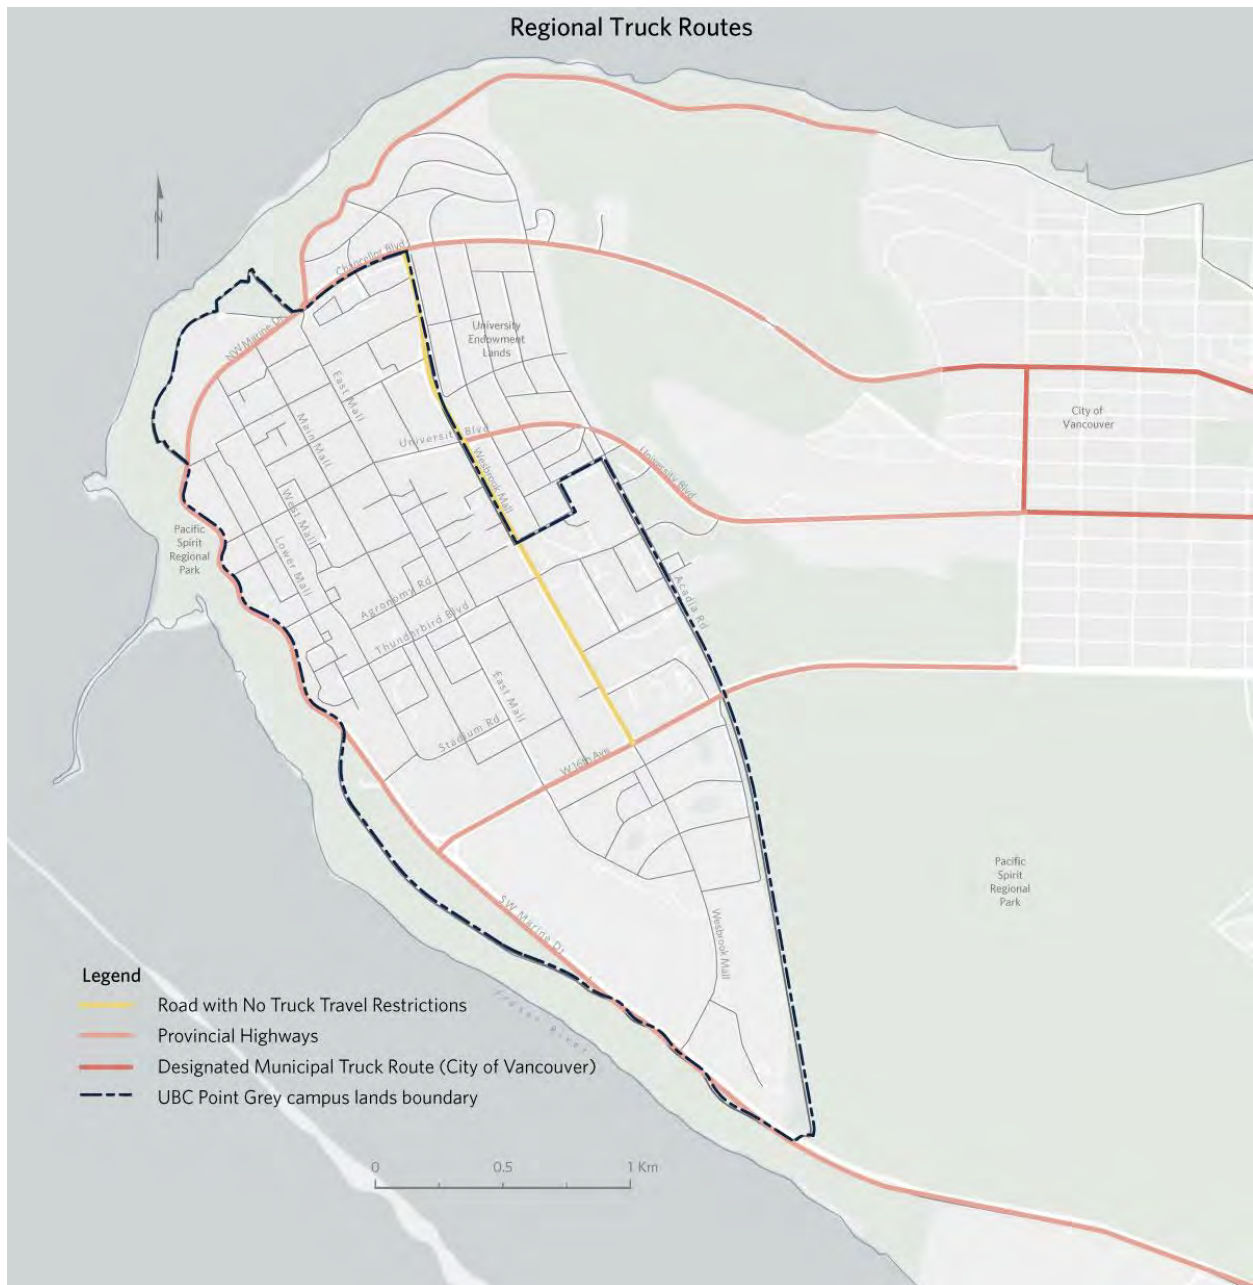 Regional Truck Routes
N
Chancellor Blvd
NW Marine Dr
University
Endowment
Lands
East Mall
Main Mall
University Blvd
Wesbrook Mall
University Blvd
City of
Vancouver
West Mall
Lower Mall
Pacific
Spirit
Regional
Park
Agronomy Rd
Thunderbird Blvd
Acadia Rd
East Mall
Stadium Rd
W 16th Ave
Pacific
Spirit
Regional
Park
SW Marine Dr
Wesbrook Mall
Fraser River
Legend
Road with No Truck Travel Restrictions
Provincial Highways
Designated Municipal Truck Route (City of Vancouver)
UBC Point Grey campus lands boundary
0 0.5 1 Km